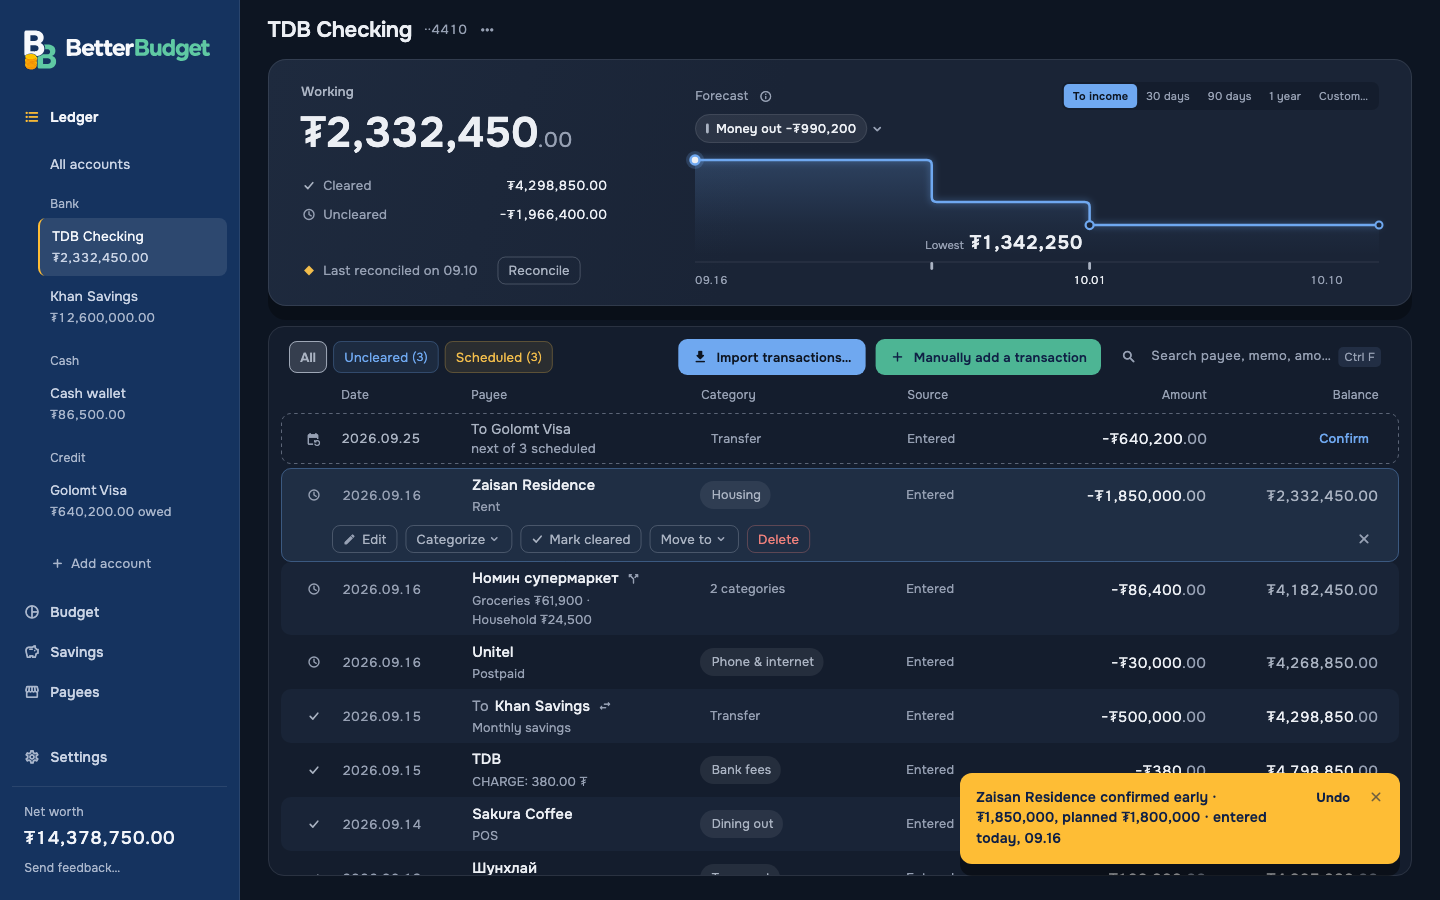 BetterBudget
Ledger
All accounts
Bank
TDB Checking
₮2,332,450.00
Khan Savings
₮12,600,000.00
Cash
Cash wallet
₮86,500.00
Credit
Golomt Visa
₮640,200.00 owed
+ Add account
Budget
Savings
Payees
Settings
Net worth
₮14,378,750.00
Send feedback...
TDB Checking ··4410 •••
Working
₮2,332,450.00
Cleared ₮4,298,850.00
Uncleared -₮1,966,400.00
Last reconciled on 09.10 Reconcile
Forecast
To income 30 days 90 days 1 year Custom...
Money out -₮990,200
Lowest ₮1,342,250
09.16 10.01 10.10
All Uncleared (3) Scheduled (3) Import transactions... + Manually add a transaction Search payee, memo, amo... Ctrl F
Date Payee Category Source Amount Balance
2026.09.25 To Golomt Visa Transfer Entered -₮640,200.00 Confirm
next of 3 scheduled
2026.09.16 Zaisan Residence Housing Entered -₮1,850,000.00 ₮2,332,450.00
Rent
Edit Categorize Mark cleared Move to Delete
2026.09.16 Номин супермаркет 2 categories Entered -₮86,400.00 ₮4,182,450.00
Groceries ₮61,900 ·
Household ₮24,500
2026.09.16 Unitel Phone & internet Entered -₮30,000.00 ₮4,268,850.00
Postpaid
2026.09.15 To Khan Savings Transfer Entered -₮500,000.00 ₮4,298,850.00
Monthly savings
2026.09.15 TDB Bank fees Entered -₮380.00 ₮4,798,850.00
CHARGE: 380.00 ₮
2026.09.14 Sakura Coffee Dining out Entered
POS
Шунхлай
Zaisan Residence confirmed early ·
₮1,850,000, planned ₮1,800,000 · entered
today, 09.16
Undo